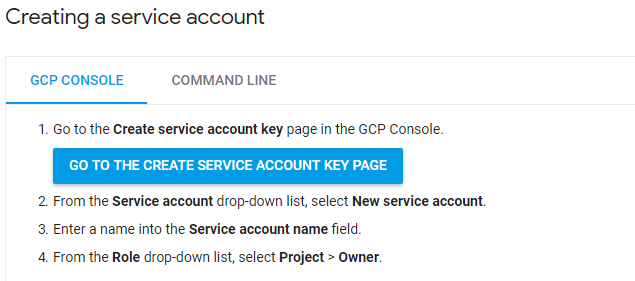 Creating a service account
GCP CONSOLE
COMMAND LINE
1. Go to the Create service account key page in the GCP Console.
GO TO THE CREATE SERVICE ACCOUNT KEY PAGE
2. From the Service account drop-down list, select New service account.
3. Enter a name into the Service account name field.
4. From the Role drop-down list, select Project > Owner.